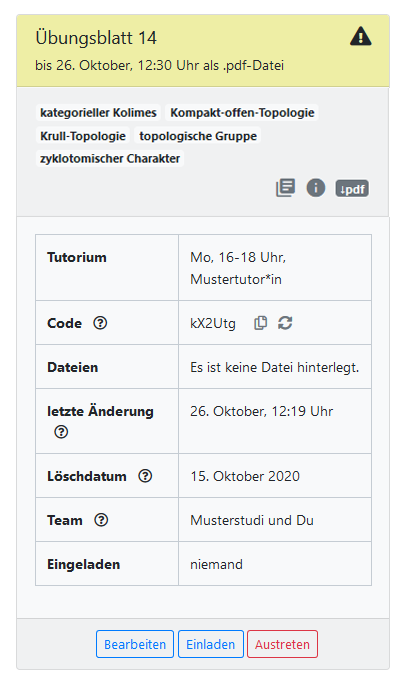 Übungsblatt 14
bis 26. Oktober, 12:30 Uhr als .pdf-Datei
kategorieller Kolimes Kompakt-offen-Topologie
Krull-Topologie topologische Gruppe
zyklotomischer Charakter
↓pdf
Tutorium Mo, 16-18 Uhr,
Mustertutor*in
Code kX2Utg
Dateien Es ist keine Datei hinterlegt.
letzte Änderung 26. Oktober, 12:19 Uhr
Löschdatum 15. Oktober 2020
Team Musterstudi und Du
Eingeladen niemand
Bearbeiten Einladen Austreten